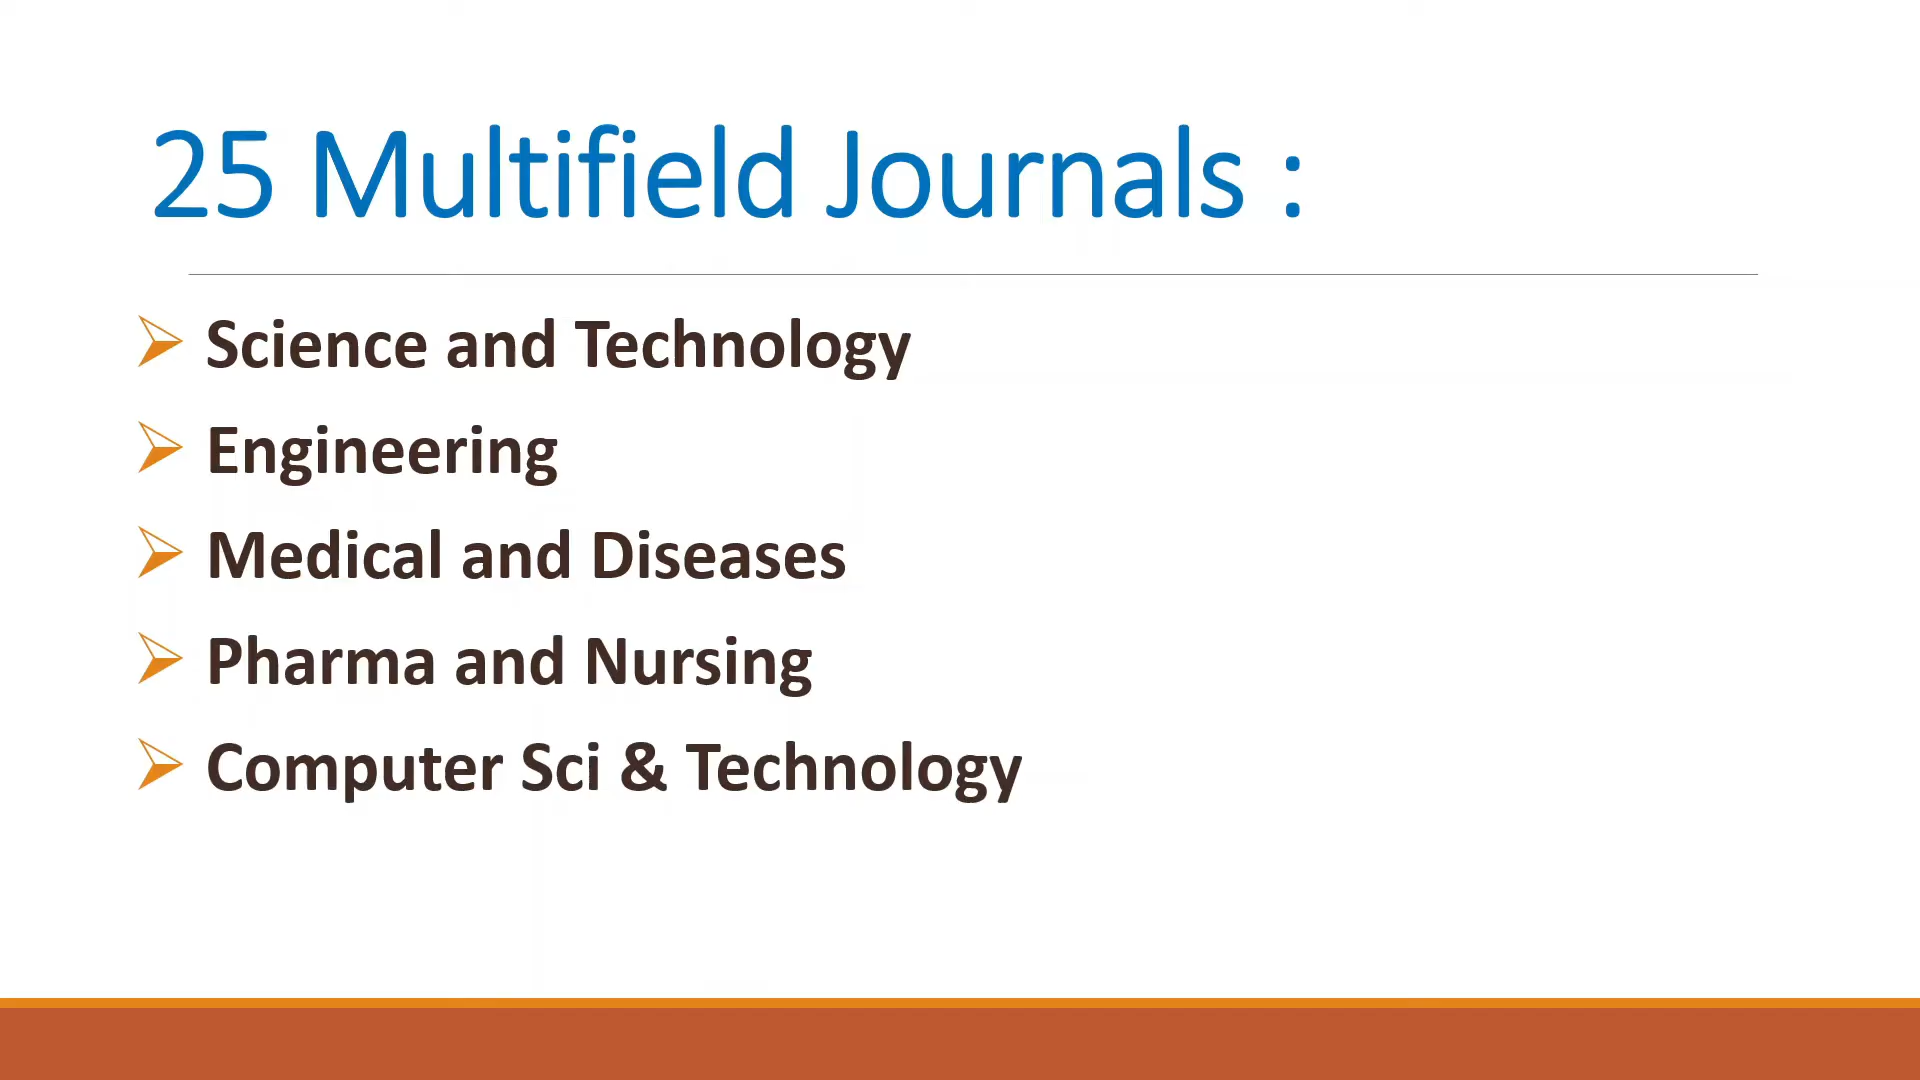 25 Multifield Journals :
Science and Technology
Engineering
Medical and Diseases
Pharma and Nursing
Computer Sci & Technology